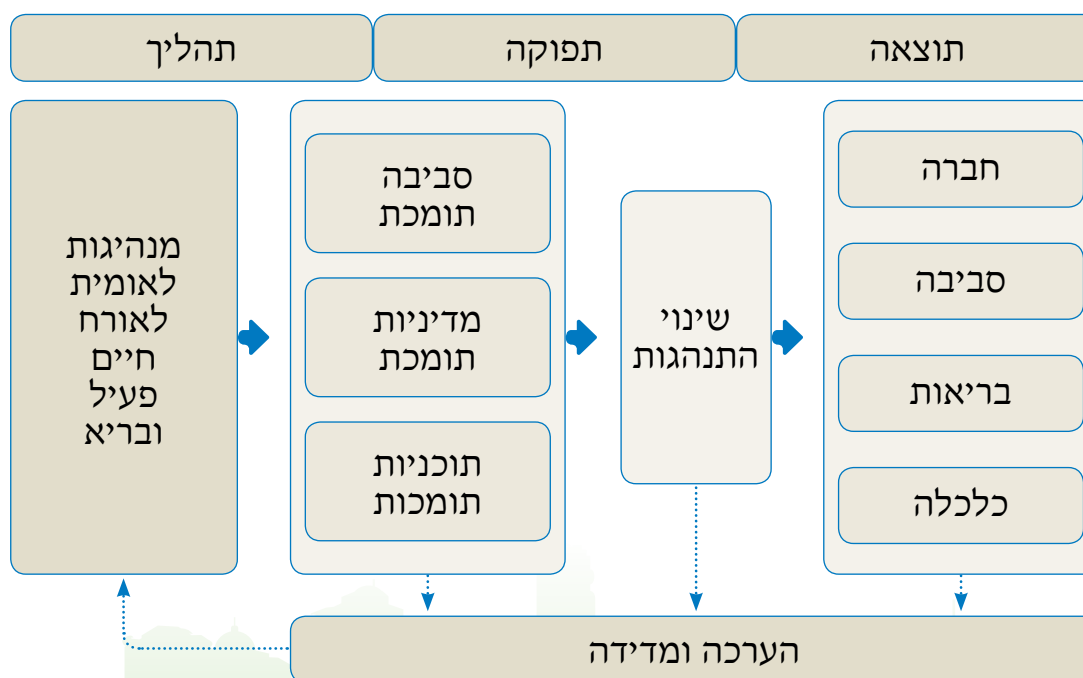 תהליך
תפוקה
תוצאה
מנהיגות
לאומית
לאורח
חיים
פעיל
ובריא
סביבה
תומכת
מדיניות
תומכת
תוכניות
תומכות
שינוי
התנהגות
חברה
סביבה
בריאות
כלכלה
הערכה ומדידה